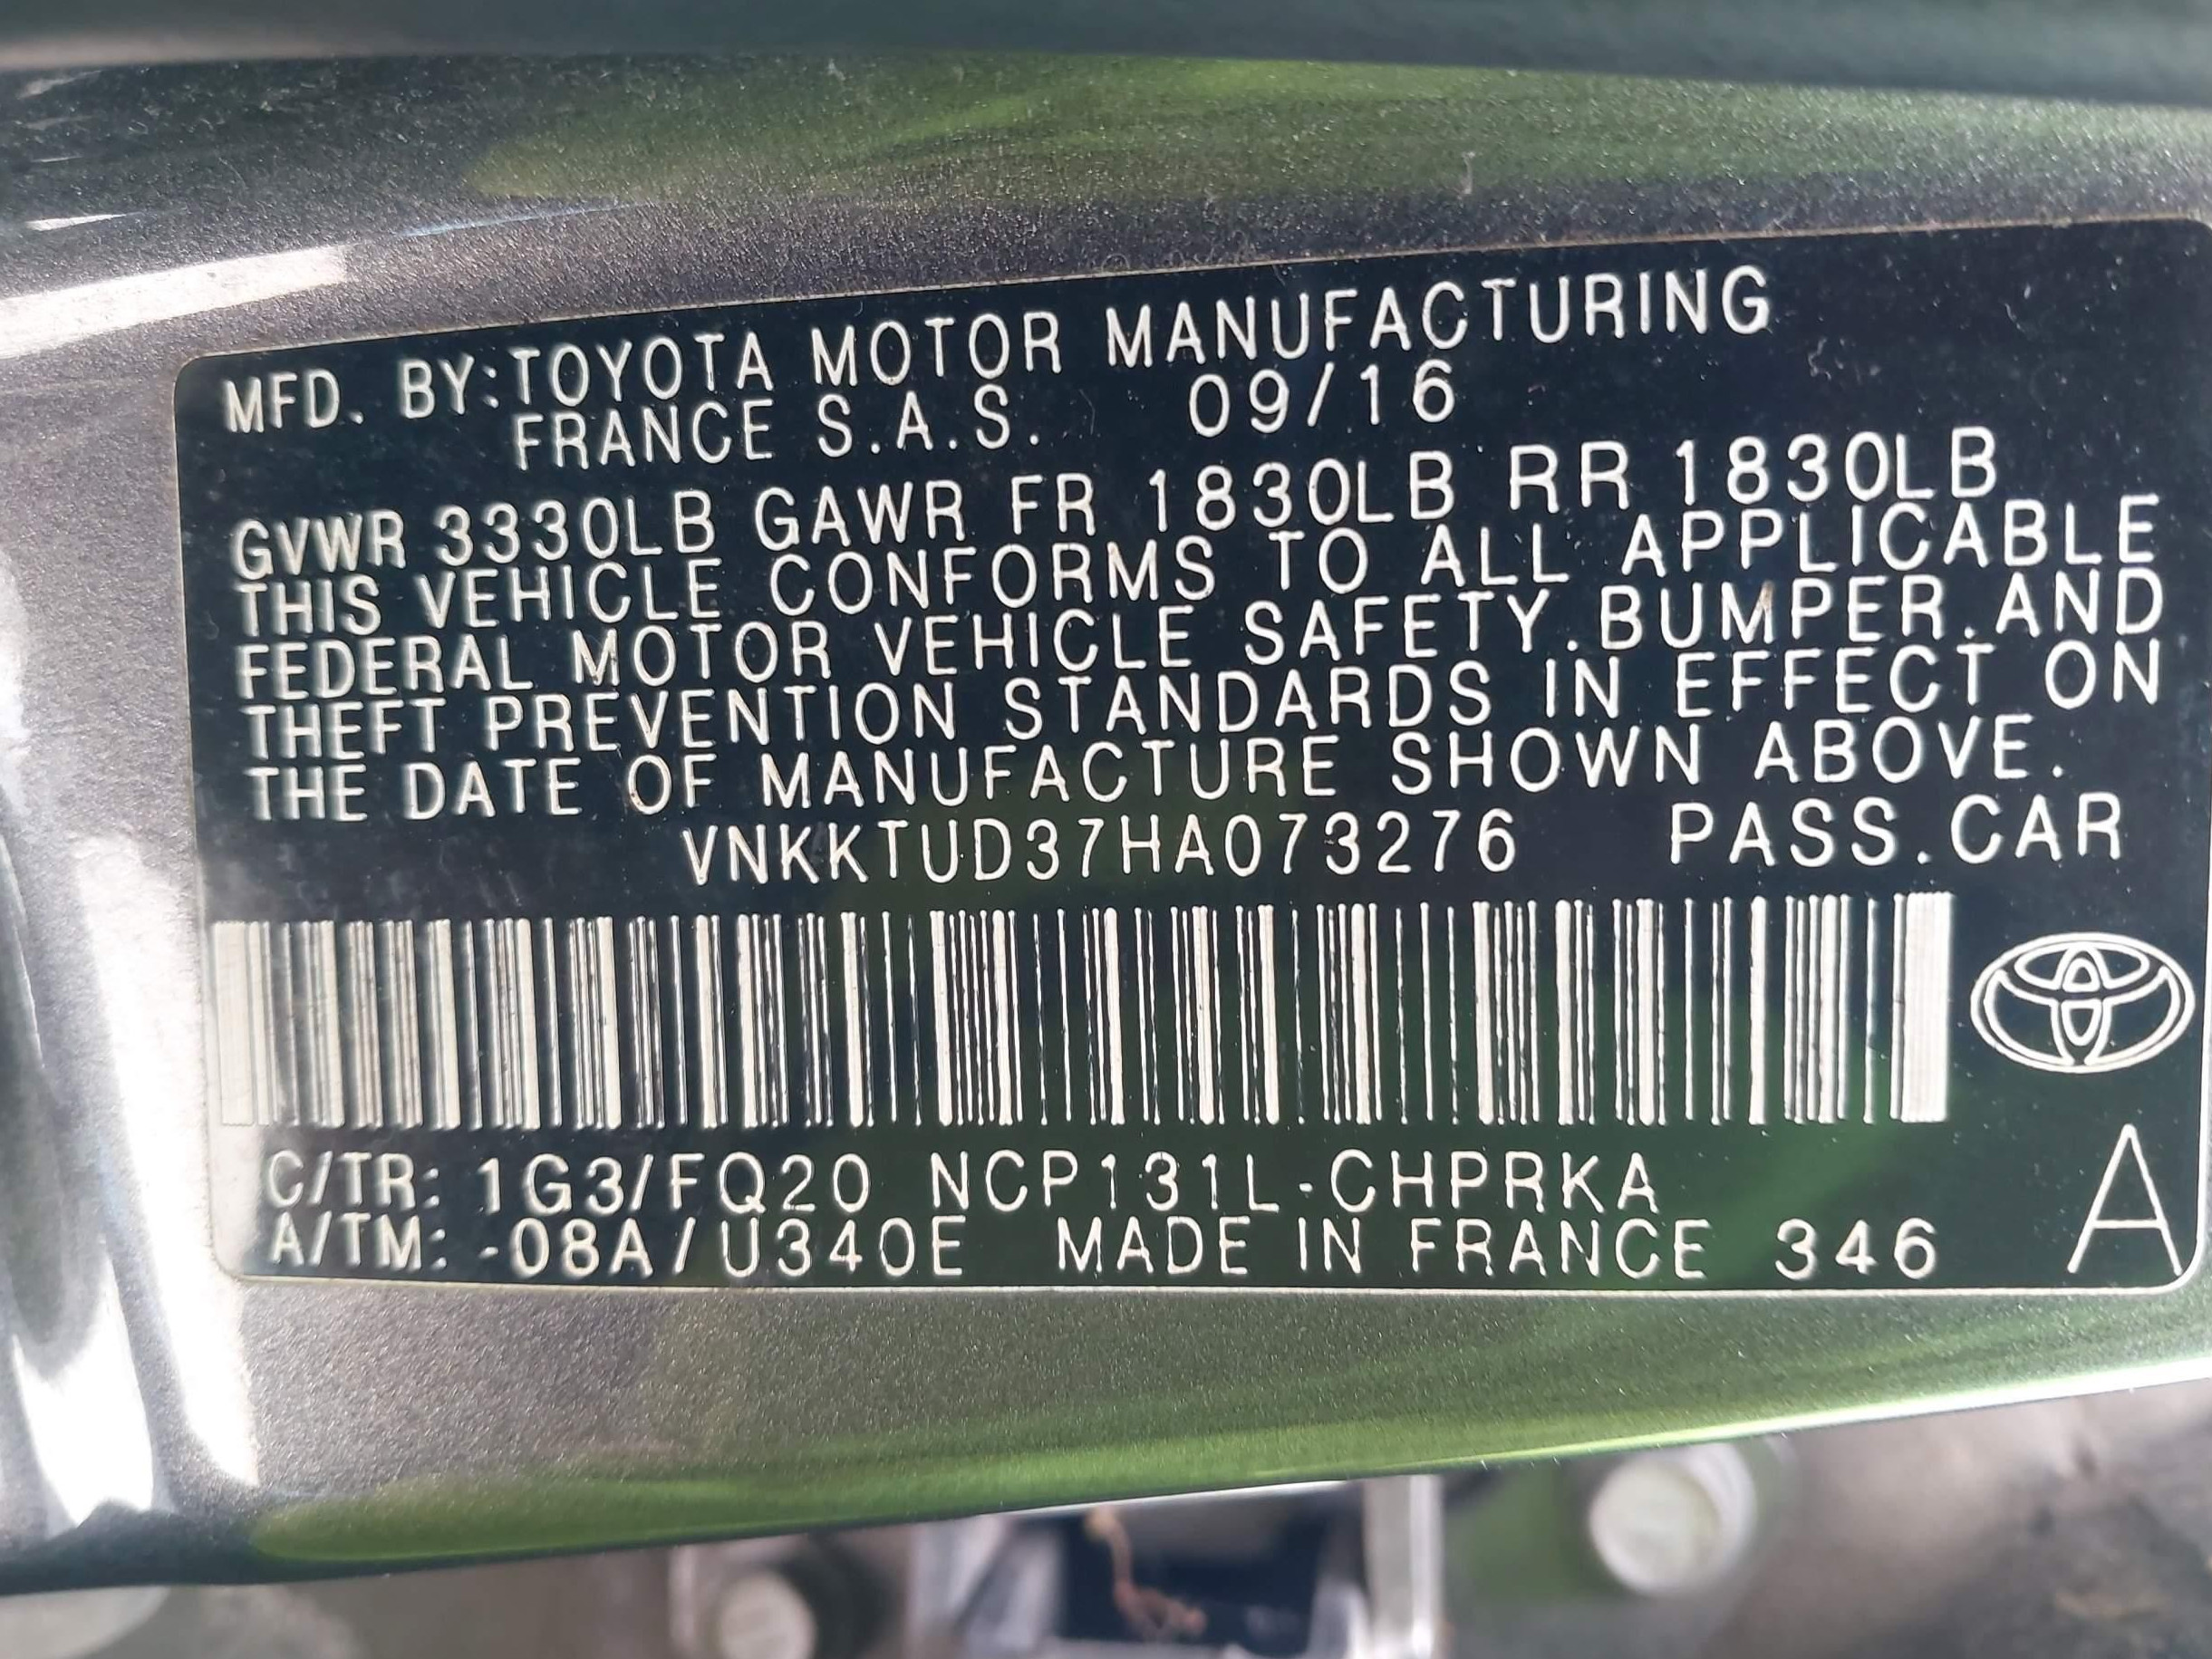 MFD. BY:TOYOTA MOTOR MANUFACTURING
FRANCE S.A.S. 09/16
GVWR 3330LB GAWR FR 1830LB RR 1830LB
THIS VEHICLE CONFORMS TO ALL APPLICABLE
FEDERAL MOTOR VEHICLE SAFETY.BUMPER.AND
THEFT PREVENTION STANDARDS IN EFFECT ON
THE DATE OF MANUFACTURE SHOWN ABOVE.
VNKKTUD37HA073276 PASS.CAR
C/TR: 1G3/FQ20 NCP131L-CHPRKA
A/TM: -08A/U340E MADE IN FRANCE 346
A